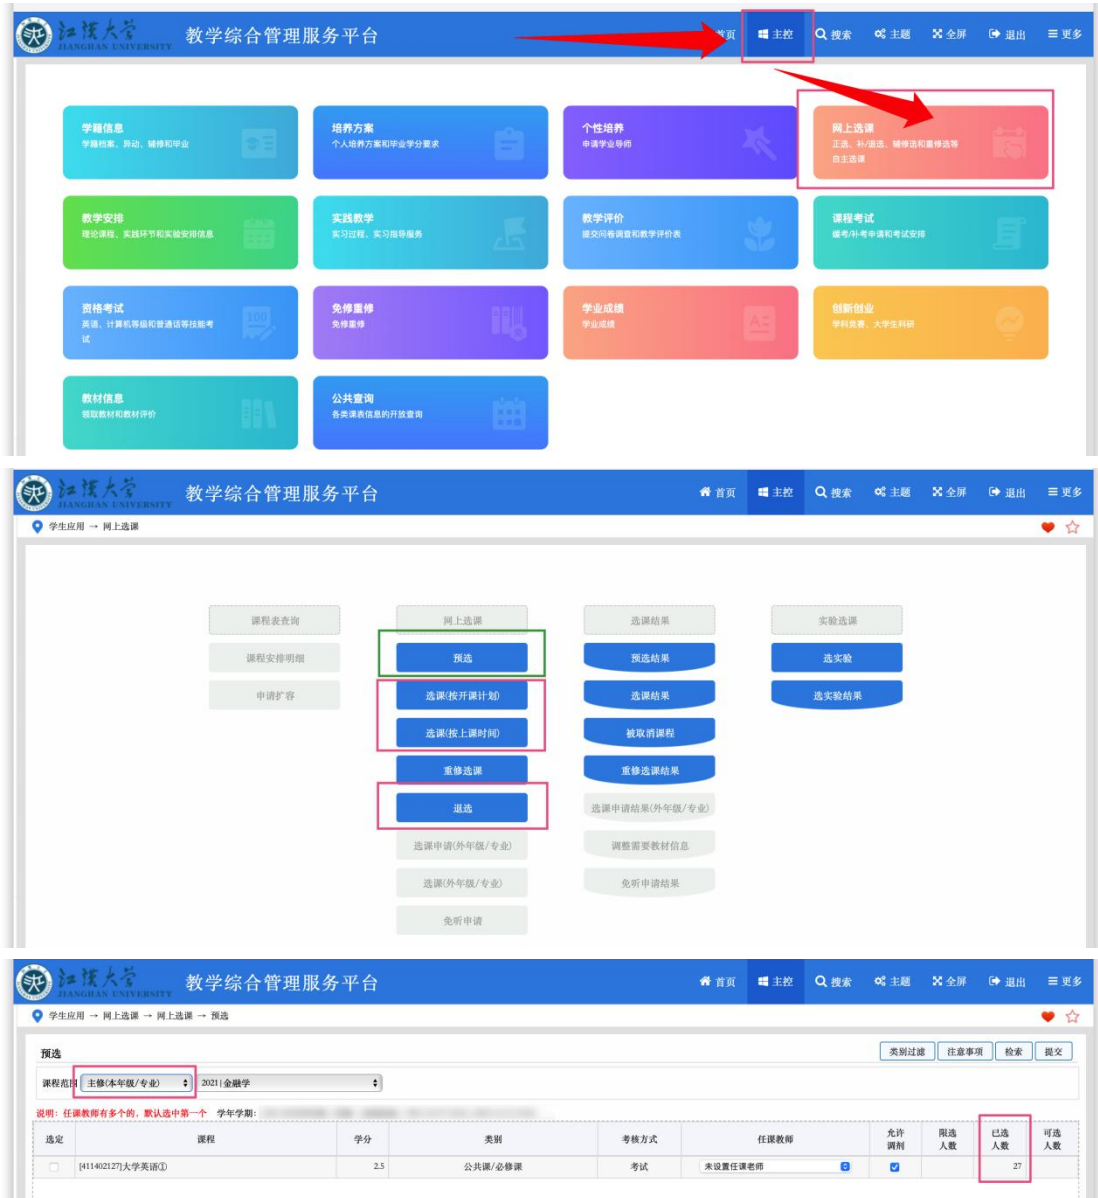 江汉大学 JIANGHAN UNIVERSITY 教学综合管理服务平台 首页 主控 搜索 主题 全屏 退出 更多
学籍信息
学籍档案、异动、辅修和毕业
培养方案
个人培养方案和毕业学分要求
个性培养
申请学业导师
网上选课
正选、补/退选、辅修选和重修选等
自主选课
教学安排
理论课程、实践环节和实验安排信息
实践教学
实习过程、实习指导服务
教学评价
提交问卷调查和教学评价表
课程考试
缓考/补考申请和考试安排
资格考试
英语、计算机等级和普通话等技能考
试
100
免修重修
免修重修
学业成绩
学业成绩
创新创业
学科竞赛、大学生科研
教材信息
领取教材和教材评价
公共查询
各类课表信息的开放查询
江汉大学 JIANGHAN UNIVERSITY 教学综合管理服务平台 首页 主控 搜索 主题 全屏 退出 更多
学生应用 → 网上选课
课程表查询 网上选课 选课结果 实验选课
课程安排明细 预选 预选结果 选实验
申请扩容 选课(按开课计划) 选课结果 选实验结果
选课(按上课时间) 被取消课程
重修选课 重修选课结果
退选 选课申请结果(外年级/专业)
选课申请(外年级/专业) 调整需要教材信息
选课(外年级/专业) 免听申请结果
免听申请
江汉大学 JIANGHAN UNIVERSITY 教学综合管理服务平台 首页 主控 搜索 主题 全屏 退出 更多
学生应用 → 网上选课 → 网上选课 → 预选
预选 类别过滤 注意事项 检索 提交
课程范围 主修(本年级/专业) 2021|金融学
说明：任课教师有多个的，默认选中第一个 学年学期：
选定 课程 学分 类别 考核方式 任课教师 允许调剂 限选人数 已选人数 可选人数
[411402127]大学英语① 2.5 公共课/必修课 考试 未设置任课老师 27